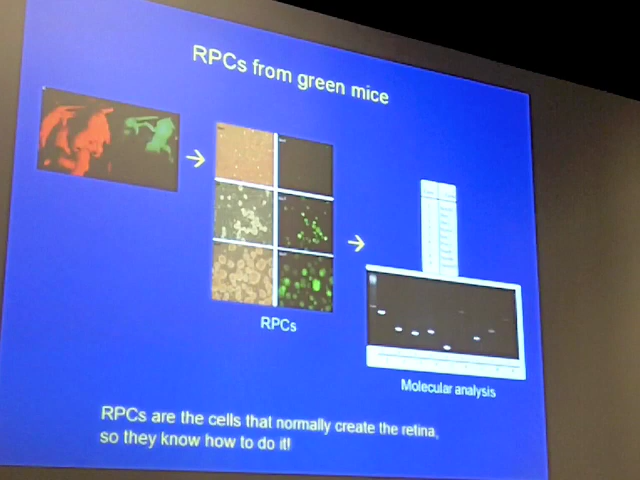 RPCs from green mice
RPCs
Molecular analysis
RPCs are the cells that normally create the retina,
so they know how to do it!